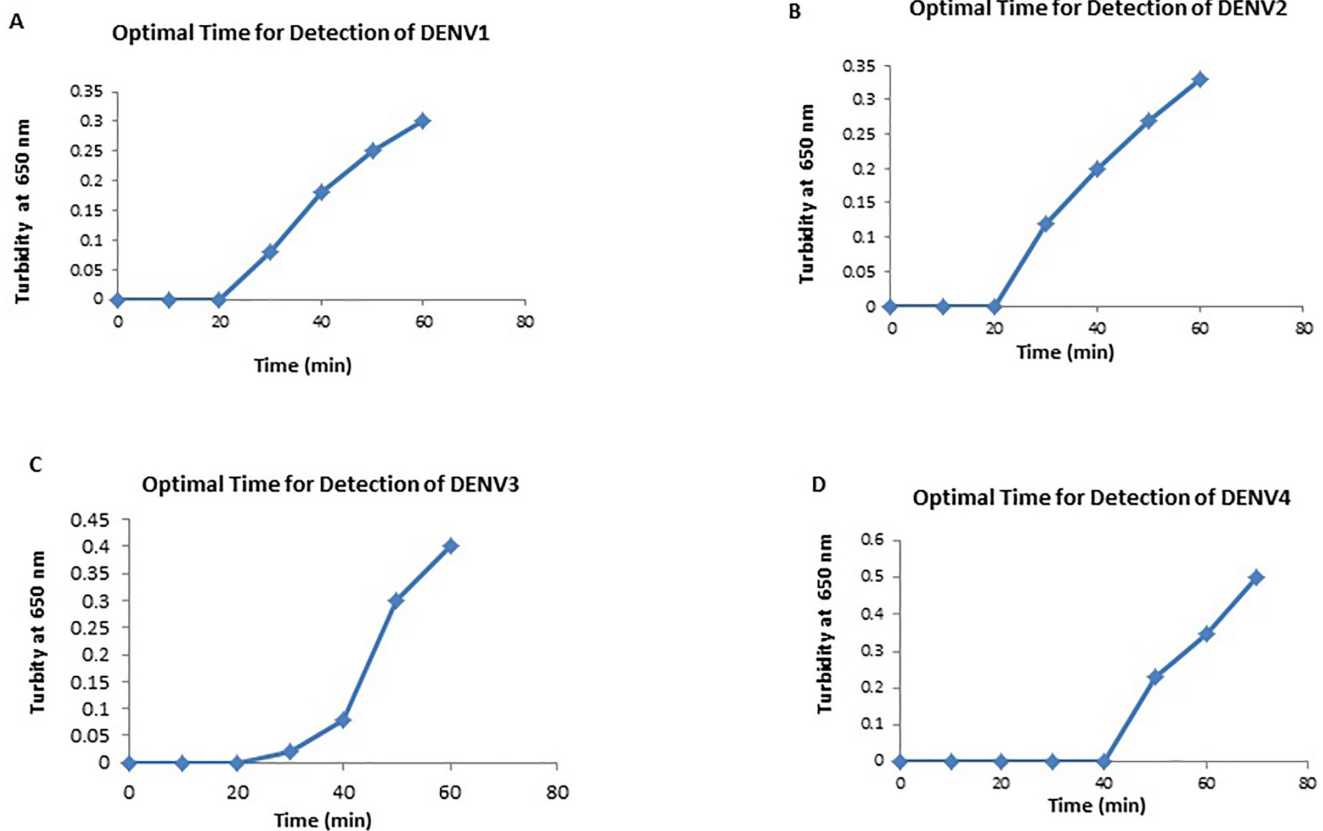 A
Optimal Time for Detection of DENV1
0.35
0.3
0.25
0.2
0.15
0.1
0.05
0
Turbidity at 650 nm
0 20 40 60 80
Time (min)
B
Optimal Time for Detection of DENV2
0.35
0.3
0.25
0.2
0.15
0.1
0.05
0
Turbidity at 650 nm
0 20 40 60 80
Time (min)
C
Optimal Time for Detection of DENV3
0.45
0.4
0.35
0.3
0.25
0.2
0.15
0.1
0.05
0
Turbity at 650 nm
0 20 40 60 80
Time (min)
D
Optimal Time for Detection of DENV4
0.6
0.5
0.4
0.3
0.2
0.1
0
Turbidity at 650 nm
0 20 40 60 80
Time (min)